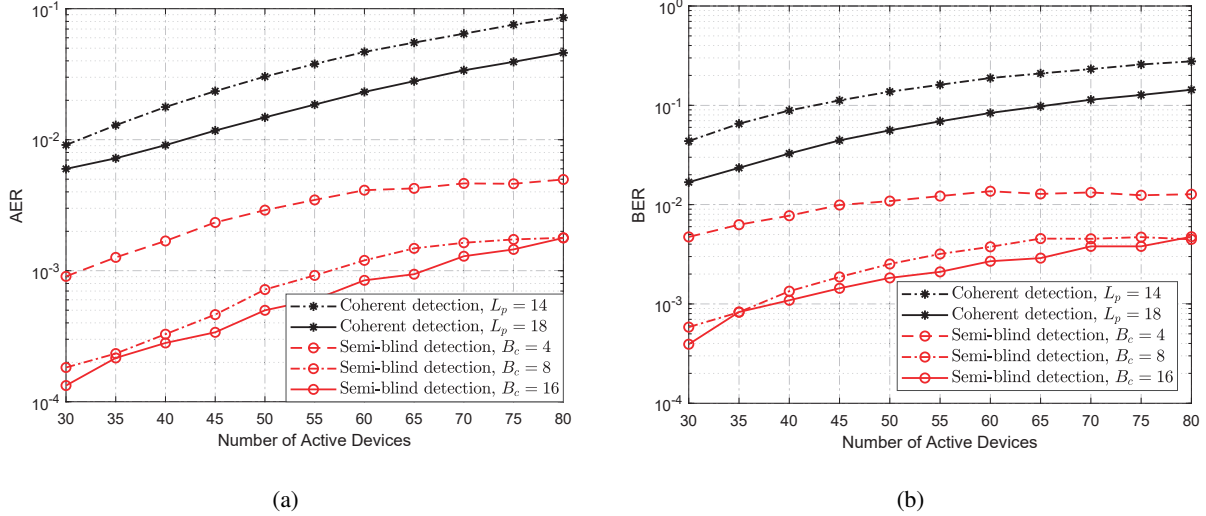 10^{-1}
10^{-2}
10^{-3}
10^{-4}
AER
30 35 40 45 50 55 60 65 70 75 80
Number of Active Devices
Coherent detection, L_p = 14
Coherent detection, L_p = 18
Semi-blind detection, B_c = 4
Semi-blind detection, B_c = 8
Semi-blind detection, B_c = 16
(a)
10^{0}
10^{-1}
10^{-2}
10^{-3}
10^{-4}
BER
30 35 40 45 50 55 60 65 70 75 80
Number of Active Devices
Coherent detection, L_p = 14
Coherent detection, L_p = 18
Semi-blind detection, B_c = 4
Semi-blind detection, B_c = 8
Semi-blind detection, B_c = 16
(b)